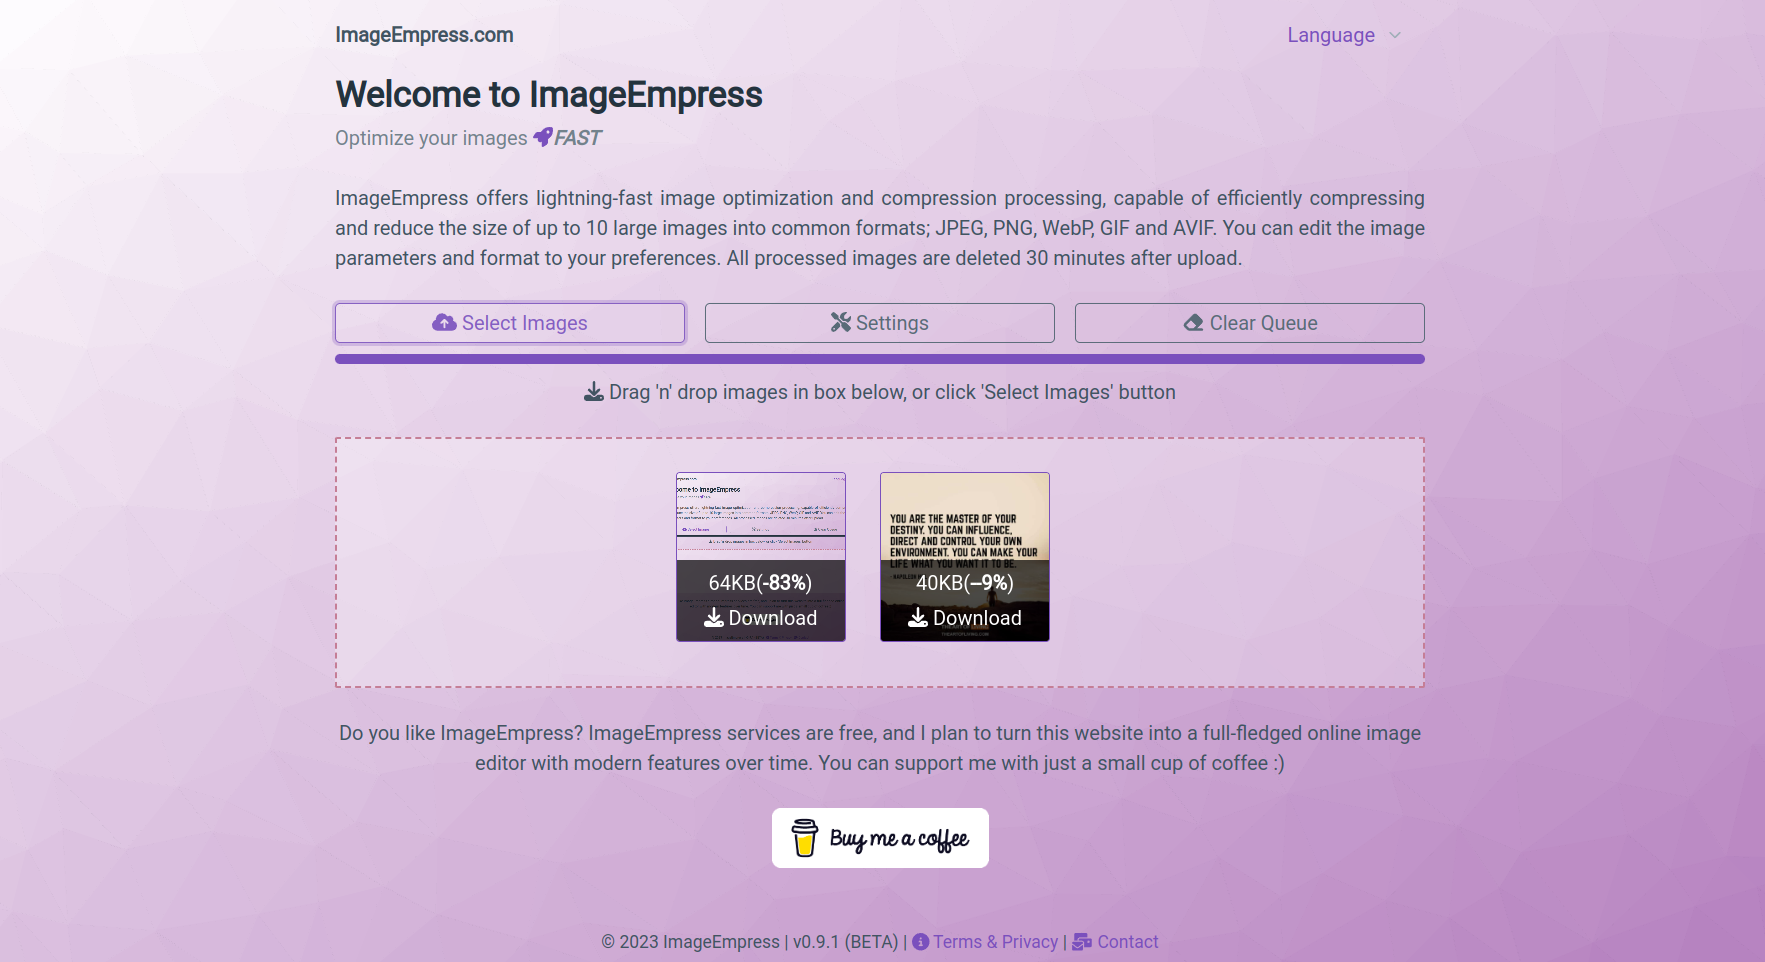 ImageEmpress.com
Language
Welcome to ImageEmpress
Optimize your images FAST
ImageEmpress offers lightning-fast image optimization and compression processing, capable of efficiently compressing
and reduce the size of up to 10 large images into common formats; JPEG, PNG, WebP, GIF and AVIF. You can edit the image
parameters and format to your preferences. All processed images are deleted 30 minutes after upload.
Select Images
Settings
Clear Queue
Drag 'n' drop images in box below, or click 'Select Images' button
come to ImageEmpress
64KB(-83%)
Download
YOU ARE THE MASTER OF YOUR
DESTINY. YOU CAN INFLUENCE,
DIRECT AND CONTROL YOUR OWN
ENVIRONMENT. YOU CAN MAKE YOUR
LIFE WHAT YOU WANT IT TO BE.
40KB(--9%)
Download
Do you like ImageEmpress? ImageEmpress services are free, and I plan to turn this website into a full-fledged online image
editor with modern features over time. You can support me with just a small cup of coffee :)
Buy me a coffee
© 2023 ImageEmpress | v0.9.1 (BETA) | Terms & Privacy | Contact